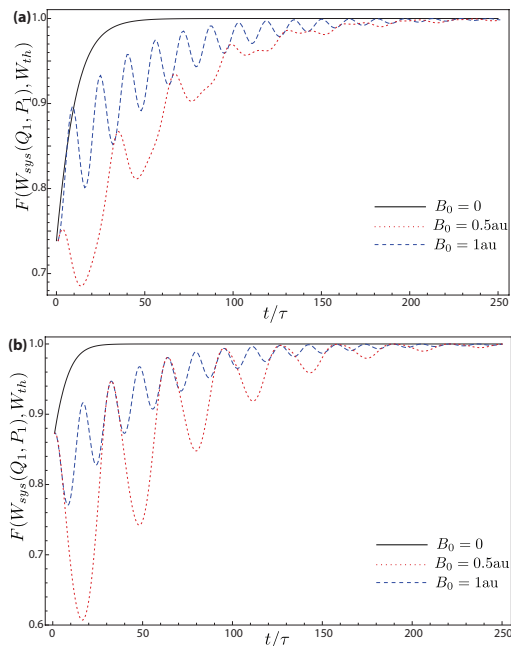 (a)
1.0
0.9
0.8
0.7
F(W_{sys}(Q_1, P_1), W_{th})
B_0 = 0
B_0 = 0.5au
B_0 = 1au
0 50 100 150 200 250
t/τ
(b)
1.0
0.9
0.8
0.7
0.6
F(W_{sys}(Q_1, P_1), W_{th})
B_0 = 0
B_0 = 0.5au
B_0 = 1au
0 50 100 150 200 250
t/τ